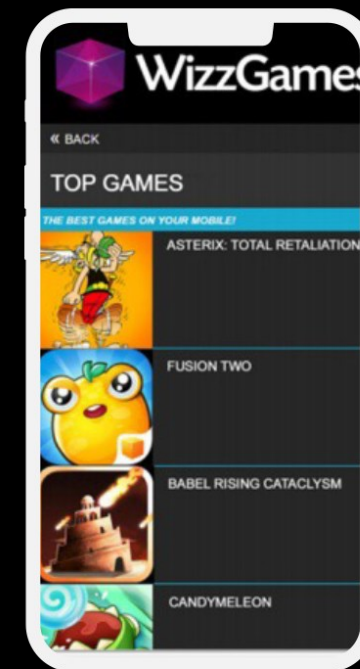 WizzGames
« BACK
TOP GAMES
THE BEST GAMES ON YOUR MOBILE!
ASTERIX: TOTAL RETALIATION
FUSION TWO
BABEL RISING CATACLYSM
CANDYMELEON